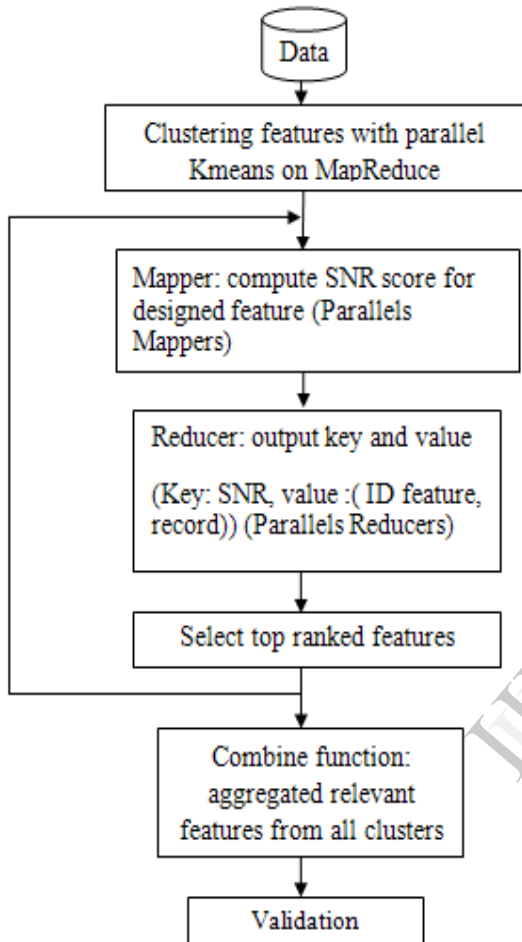 Data
Clustering features with parallel
Kmeans on MapReduce
Mapper: compute SNR score for
designed feature (Parallels
Mappers)
Reducer: output key and value
(Key: SNR, value :( ID feature,
record)) (Parallels Reducers)
Select top ranked features
Combine function:
aggregated relevant
features from all clusters
Validation